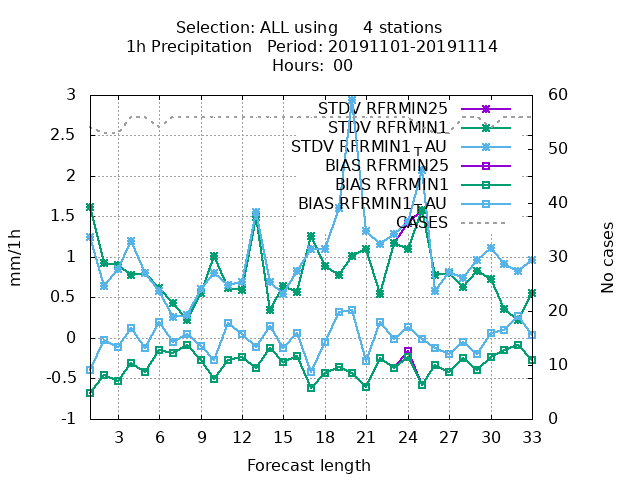 Selection: ALL using     4 stations
1h Precipitation   Period: 20191101-20191114
Hours:  00
STDV RFRMIN25
STDV RFRMIN1
STDV RFRMIN1_AU
BIAS RFRMIN25
BIAS RFRMIN1
BIAS RFRMIN1_AU
CASES
3
2.5
2
1.5
1
0.5
0
-0.5
-1
60
50
40
30
20
10
0
mm/1h
No cases
3 6 9 12 15 18 21 24 27 30 33
Forecast length